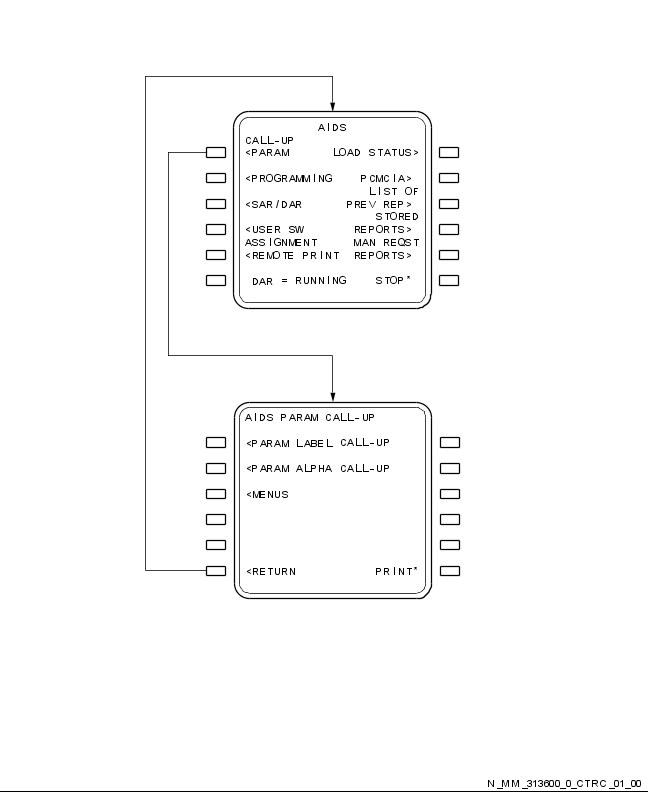 AIDS
CALL-UP
<PARAM LOAD STATUS>
<PROGRAMMING PCMCIA>
LIST OF
<SAR/DAR PREV REP>
STORED
<USER SW REPORTS>
ASSIGNMENT MAN REQST
<REMOTE PRINT REPORTS>
DAR = RUNNING STOP*
AIDS PARAM CALL-UP
<PARAM LABEL CALL-UP
<PARAM ALPHA CALL-UP
<MENUS
<RETURN PRINT*
N_MM_313600_0_CTRC_01_00